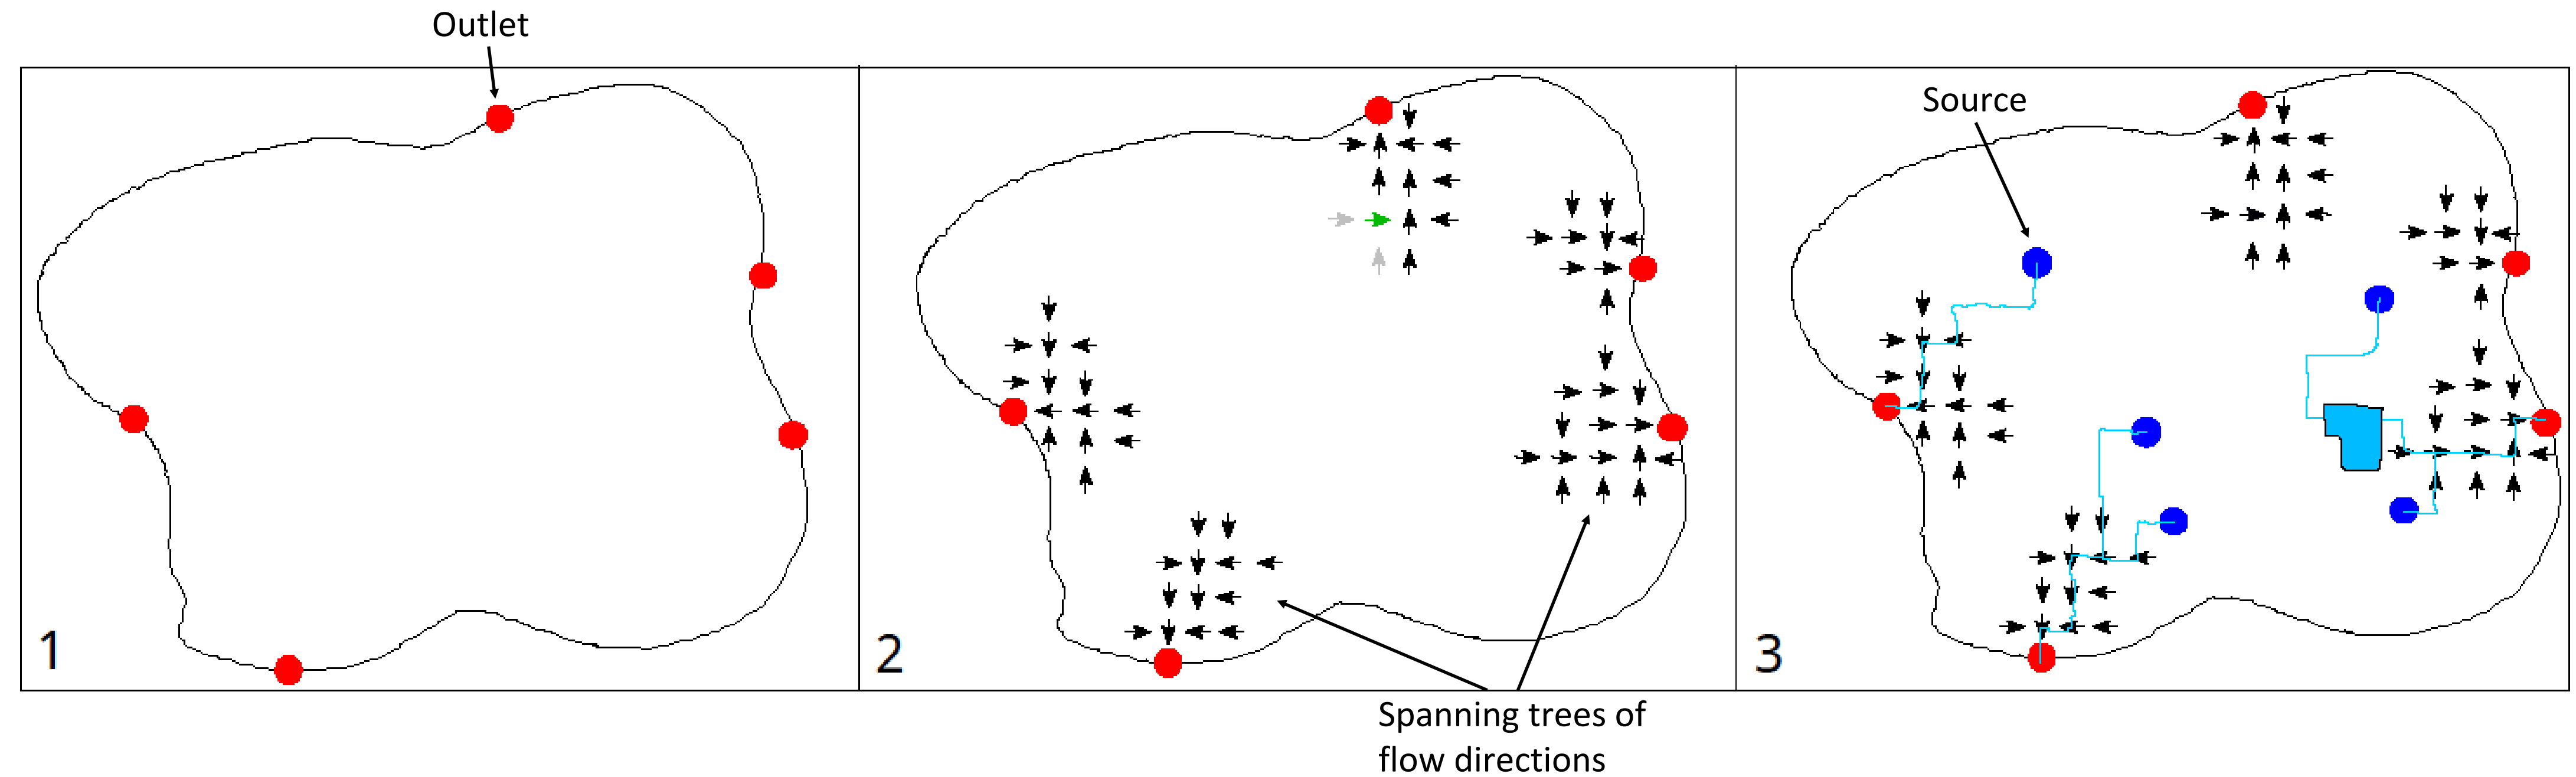 Outlet
Source
1
2
3
Spanning trees of
flow directions